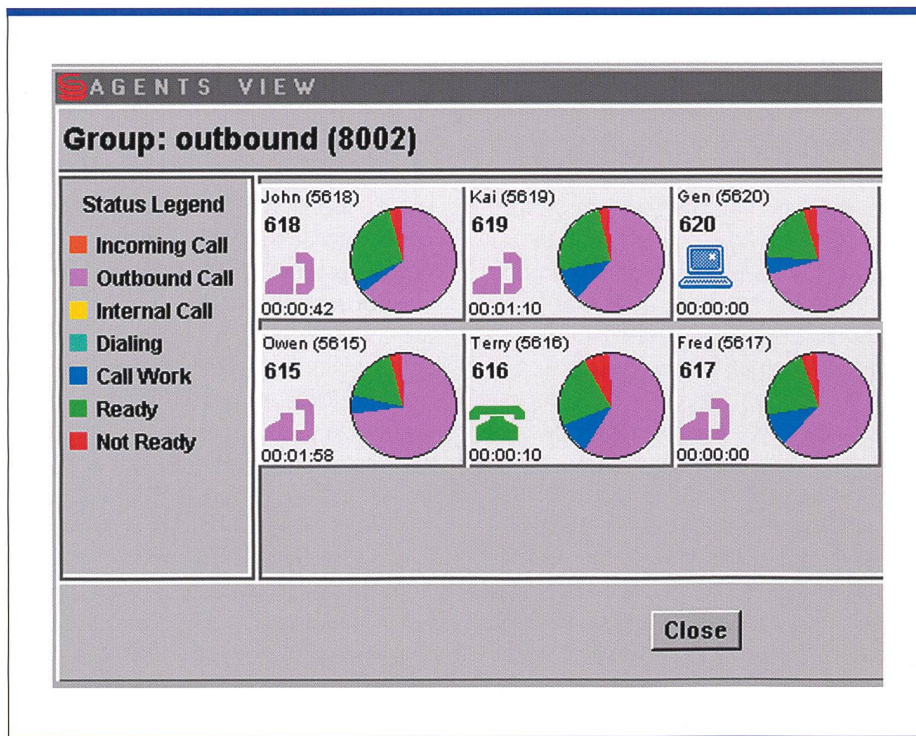 AGENTS VIEW
Group: outbound (8002)
Status Legend
Incoming Call
Outbound Call
Internal Call
Dialing
Call Work
Ready
Not Ready
John (5618)
618
00:00:42
Kai (5619)
619
00:01:10
Gen (5620)
620
00:00:00
Owen (5615)
615
00:01:58
Terry (5616)
616
00:00:10
Fred (5617)
617
00:00:00
Close